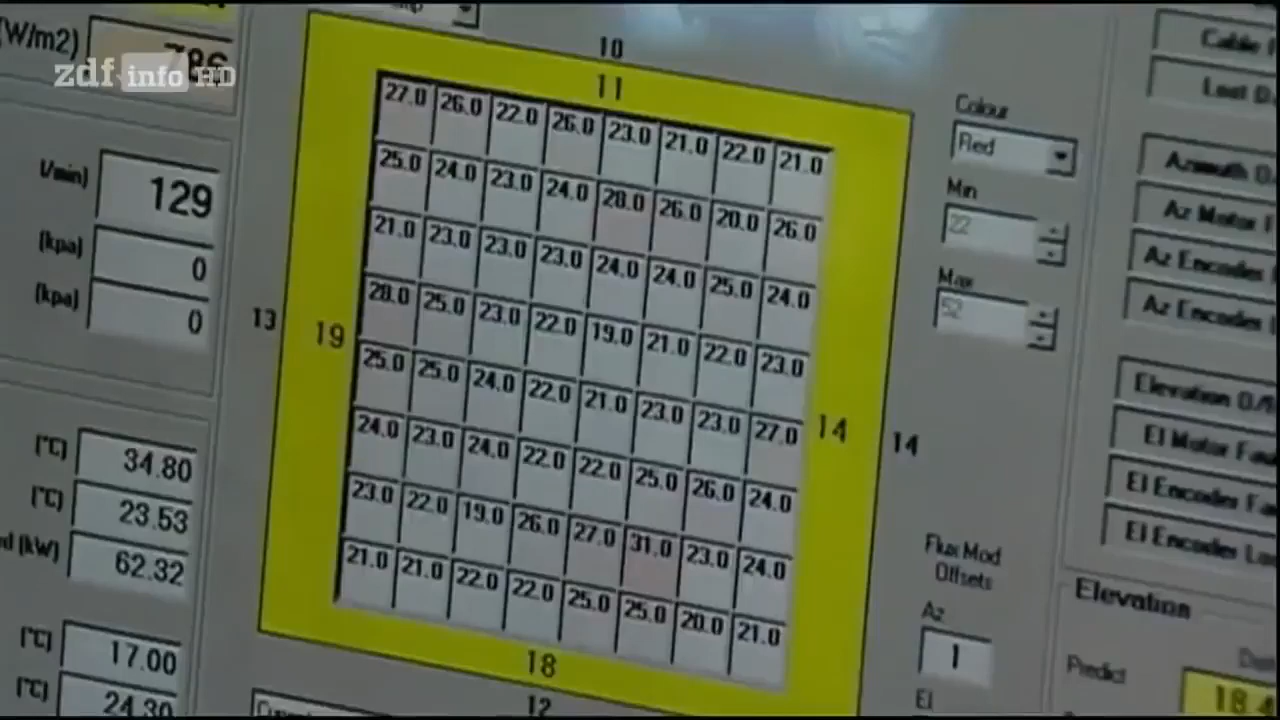 (W/m2) 786
zdf info HD
l/min) 129
(kpa) 0
(kpa) 0
(°C) 34.80
(°C) 23.53
(kW) 62.32
(°C) 17.00
(°C) 24.30
10
11
27.0 26.0 22.0 26.0 23.0 21.0 22.0 21.0
25.0 24.0 23.0 24.0 28.0 26.0 20.0 26.0
21.0 23.0 23.0 23.0 24.0 24.0 25.0 24.0
28.0 25.0 23.0 22.0 19.0 21.0 22.0 23.0
25.0 25.0 24.0 22.0 21.0 23.0 23.0 27.0
24.0 23.0 24.0 22.0 22.0 25.0 26.0 24.0
23.0 22.0 19.0 26.0 27.0 31.0 23.0 24.0
21.0 21.0 22.0 22.0 25.0 25.0 20.0 21.0
13 19
14 14
18
12
Colour
Red
Min
22
Max
52
Flux Mod
Offsets
Az
1
El
Cable
Azimuth
Az Motor
Az Encoder
Az Encoder
Elevation
El Motor
El Encoder
El Encoder
Elevation
Predict
18.4